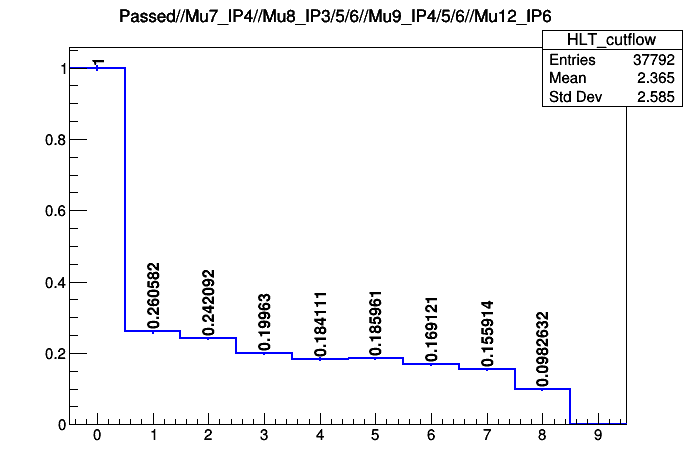 Passed//Mu7_IP4//Mu8_IP3/5/6//Mu9_IP4/5/6//Mu12_IP6
HLT_cutflow
Entries 37792
Mean 2.365
Std Dev 2.585
1
0.8
0.6
0.4
0.2
0
1
0.260582
0.242092
0.19963
0.184111
0.185961
0.169121
0.155914
0.0982632
0 1 2 3 4 5 6 7 8 9